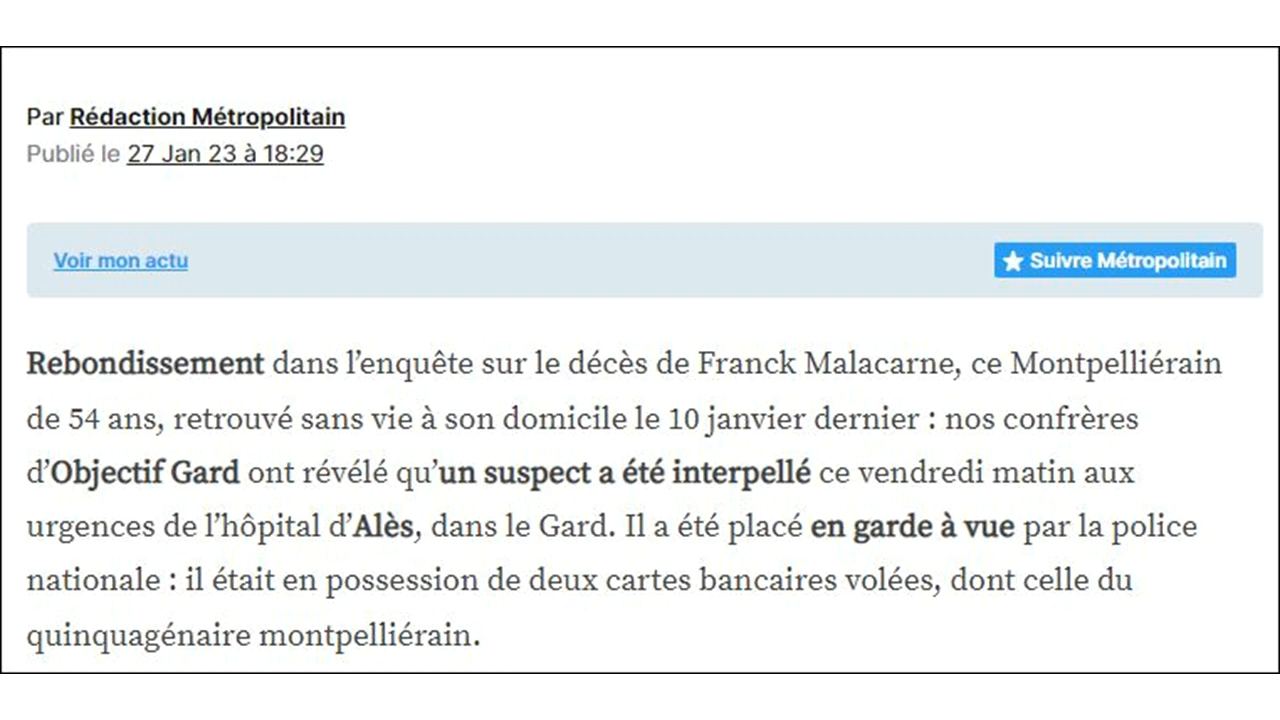 Par Rédaction Métropolitain
Publié le 27 Jan 23 à 18:29
Voir mon actu
Suivre Métropolitain
Rebondissement dans l’enquête sur le décès de Franck Malacarne, ce Montpelliérain
de 54 ans, retrouvé sans vie à son domicile le 10 janvier dernier : nos confrères
d’Objectif Gard ont révélé qu’un suspect a été interpellé ce vendredi matin aux
urgences de l’hôpital d’Alès, dans le Gard. Il a été placé en garde à vue par la police
nationale : il était en possession de deux cartes bancaires volées, dont celle du
quinquagénaire montpelliérain.